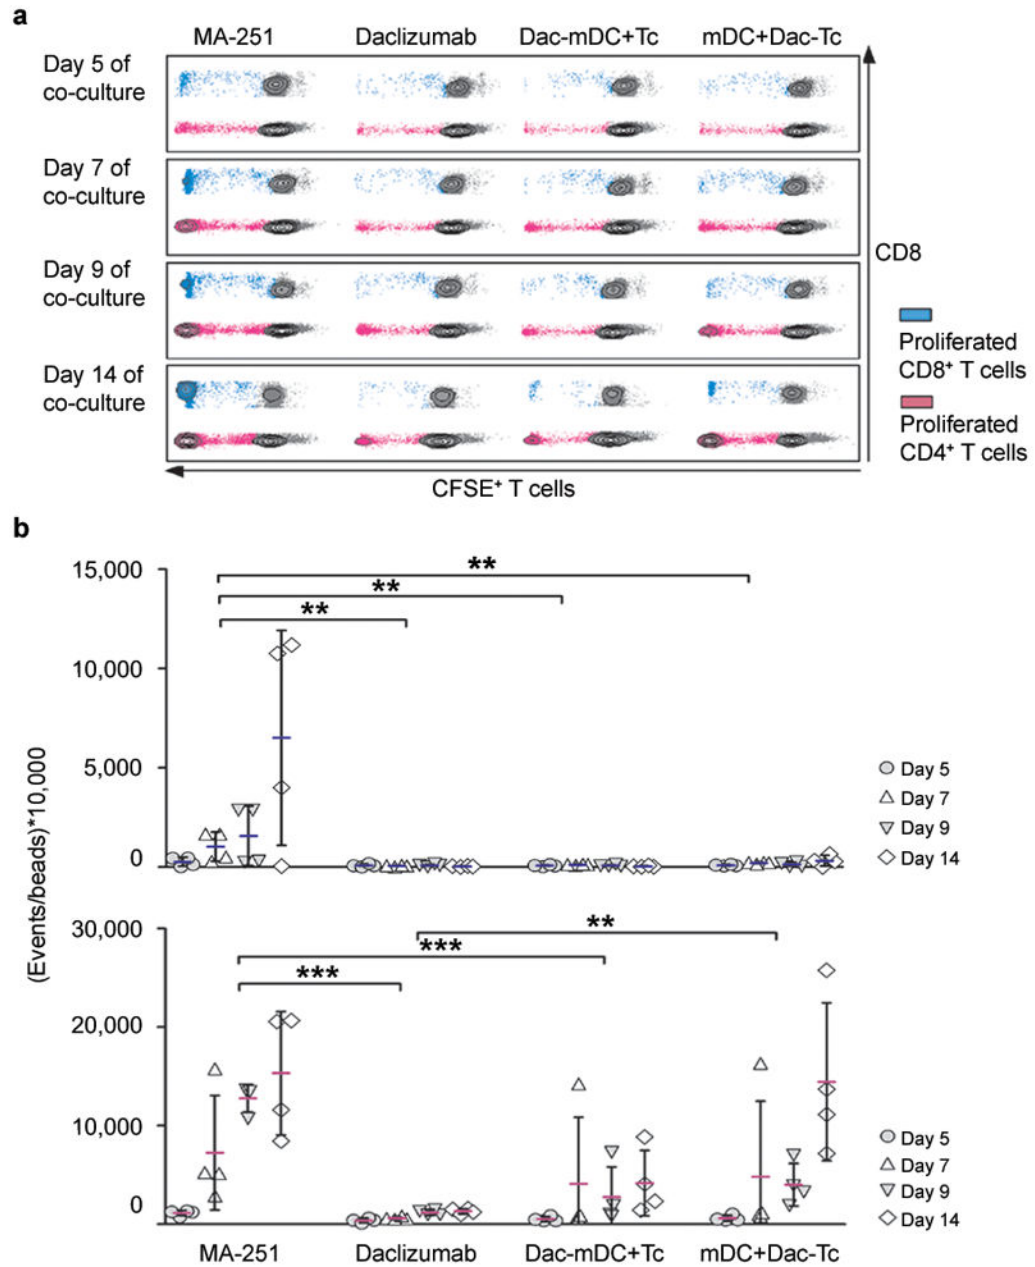 a
MA-251 Daclizumab Dac-mDC+Tc mDC+Dac-Tc
Day 5 of
co-culture
Day 7 of
co-culture
CD8
Day 9 of
co-culture
Proliferated
CD8⁺ T cells
Day 14 of
co-culture
Proliferated
CD4⁺ T cells
CFSE⁺ T cells
b
(Events/beads)*10,000
15,000
10,000
5,000
0
**
**
**
Day 5
Day 7
Day 9
Day 14
30,000
20,000
10,000
0
**
***
***
Day 5
Day 7
Day 9
Day 14
MA-251 Daclizumab Dac-mDC+Tc mDC+Dac-Tc